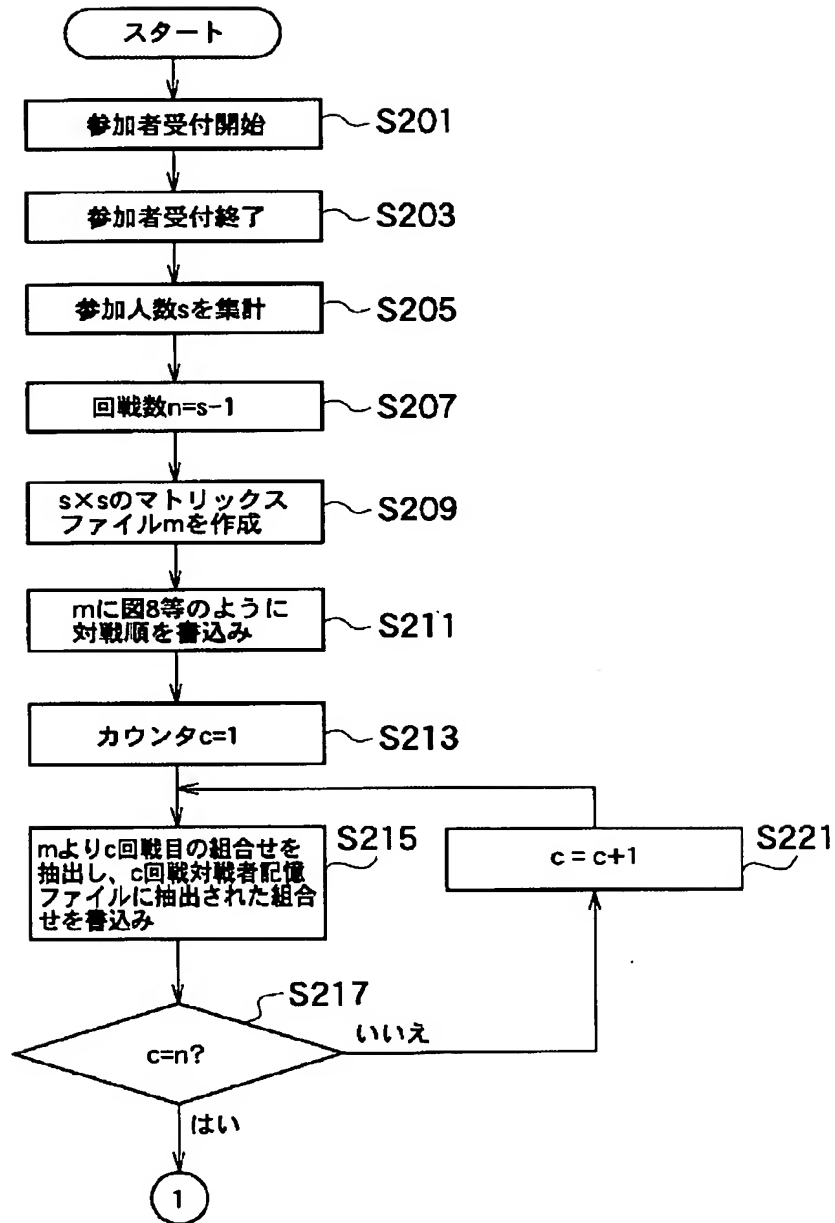 スタート
参加者受付開始
S201
参加者受付終了
S203
参加人数sを集計
S205
回戦数n=s-1
S207
s×sのマトリックス
ファイルmを作成
S209
mに図8等のように
対戦順を書込み
S211
カウンタc=1
S213
mよりc回戦目の組合せを
抽出し、c回戦対戦者記憶
ファイルに抽出された組合
せを書込み
S215
c = c+1
S221
S217
c=n?
いいえ
はい
1